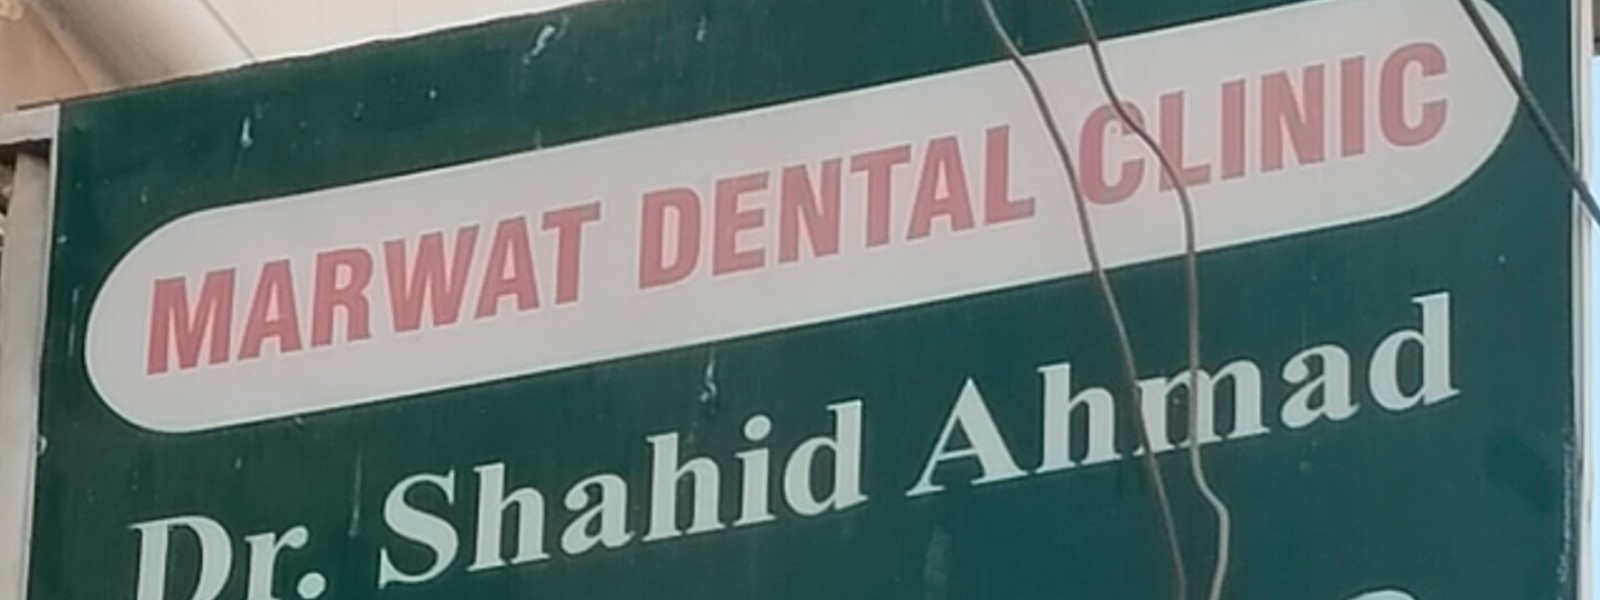 MARWAT DENTAL CLINIC
Dr. Shahid Ahmad